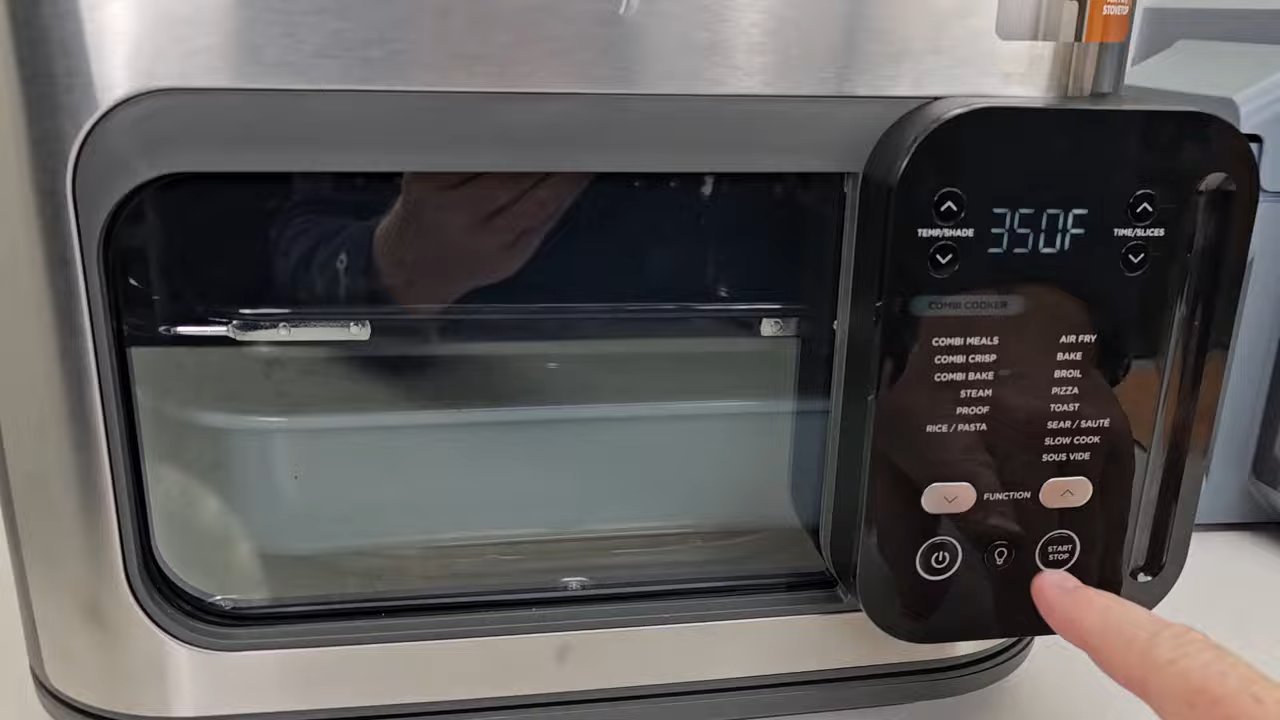 STOVETOP
350F
TEMP/SHADE
TIME/SLICES
COMBI COOKER
COMBI MEALS
COMBI CRISP
COMBI BAKE
STEAM
PROOF
RICE / PASTA
AIR FRY
BAKE
BROIL
PIZZA
TOAST
SEAR / SAUTÉ
SLOW COOK
SOUS VIDE
FUNCTION
START
STOP